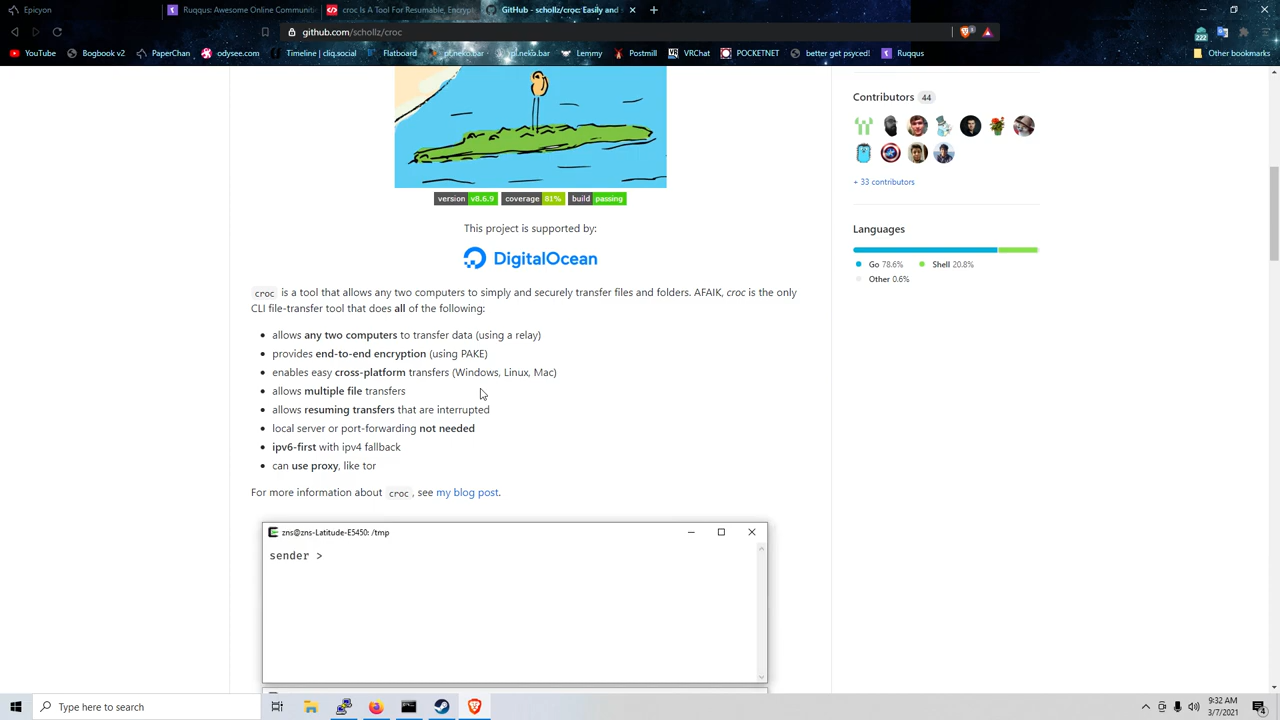 Epicyon
Ruqqus: Awesome Online Communiti
croc Is A Tool For Resumable, Encryp
GitHub - schollz/croc: Easily and
github.com/schollz/croc
YouTube
Bogbook v2
PaperChan
odysee.com
Timeline | cliq.social
Flatboard
pl.neko.bar
pl.neko.bar
Lemmy
Postmill
VRChat
POCKETNET
better get psyced!
Ruqqus
Other bookmarks
version v8.6.9 coverage 81% build passing
This project is supported by:
DigitalOcean
croc is a tool that allows any two computers to simply and securely transfer files and folders. AFAIK, croc is the only
CLI file-transfer tool that does all of the following:
allows any two computers to transfer data (using a relay)
provides end-to-end encryption (using PAKE)
enables easy cross-platform transfers (Windows, Linux, Mac)
allows multiple file transfers
allows resuming transfers that are interrupted
local server or port-forwarding not needed
ipv6-first with ipv4 fallback
can use proxy, like tor
For more information about croc, see my blog post.
zns@zns-Latitude-E5450: /tmp
sender >
Contributors 44
+ 33 contributors
Languages
Go 78.6% Shell 20.8%
Other 0.6%
Type here to search
9:32 AM
3/7/2021